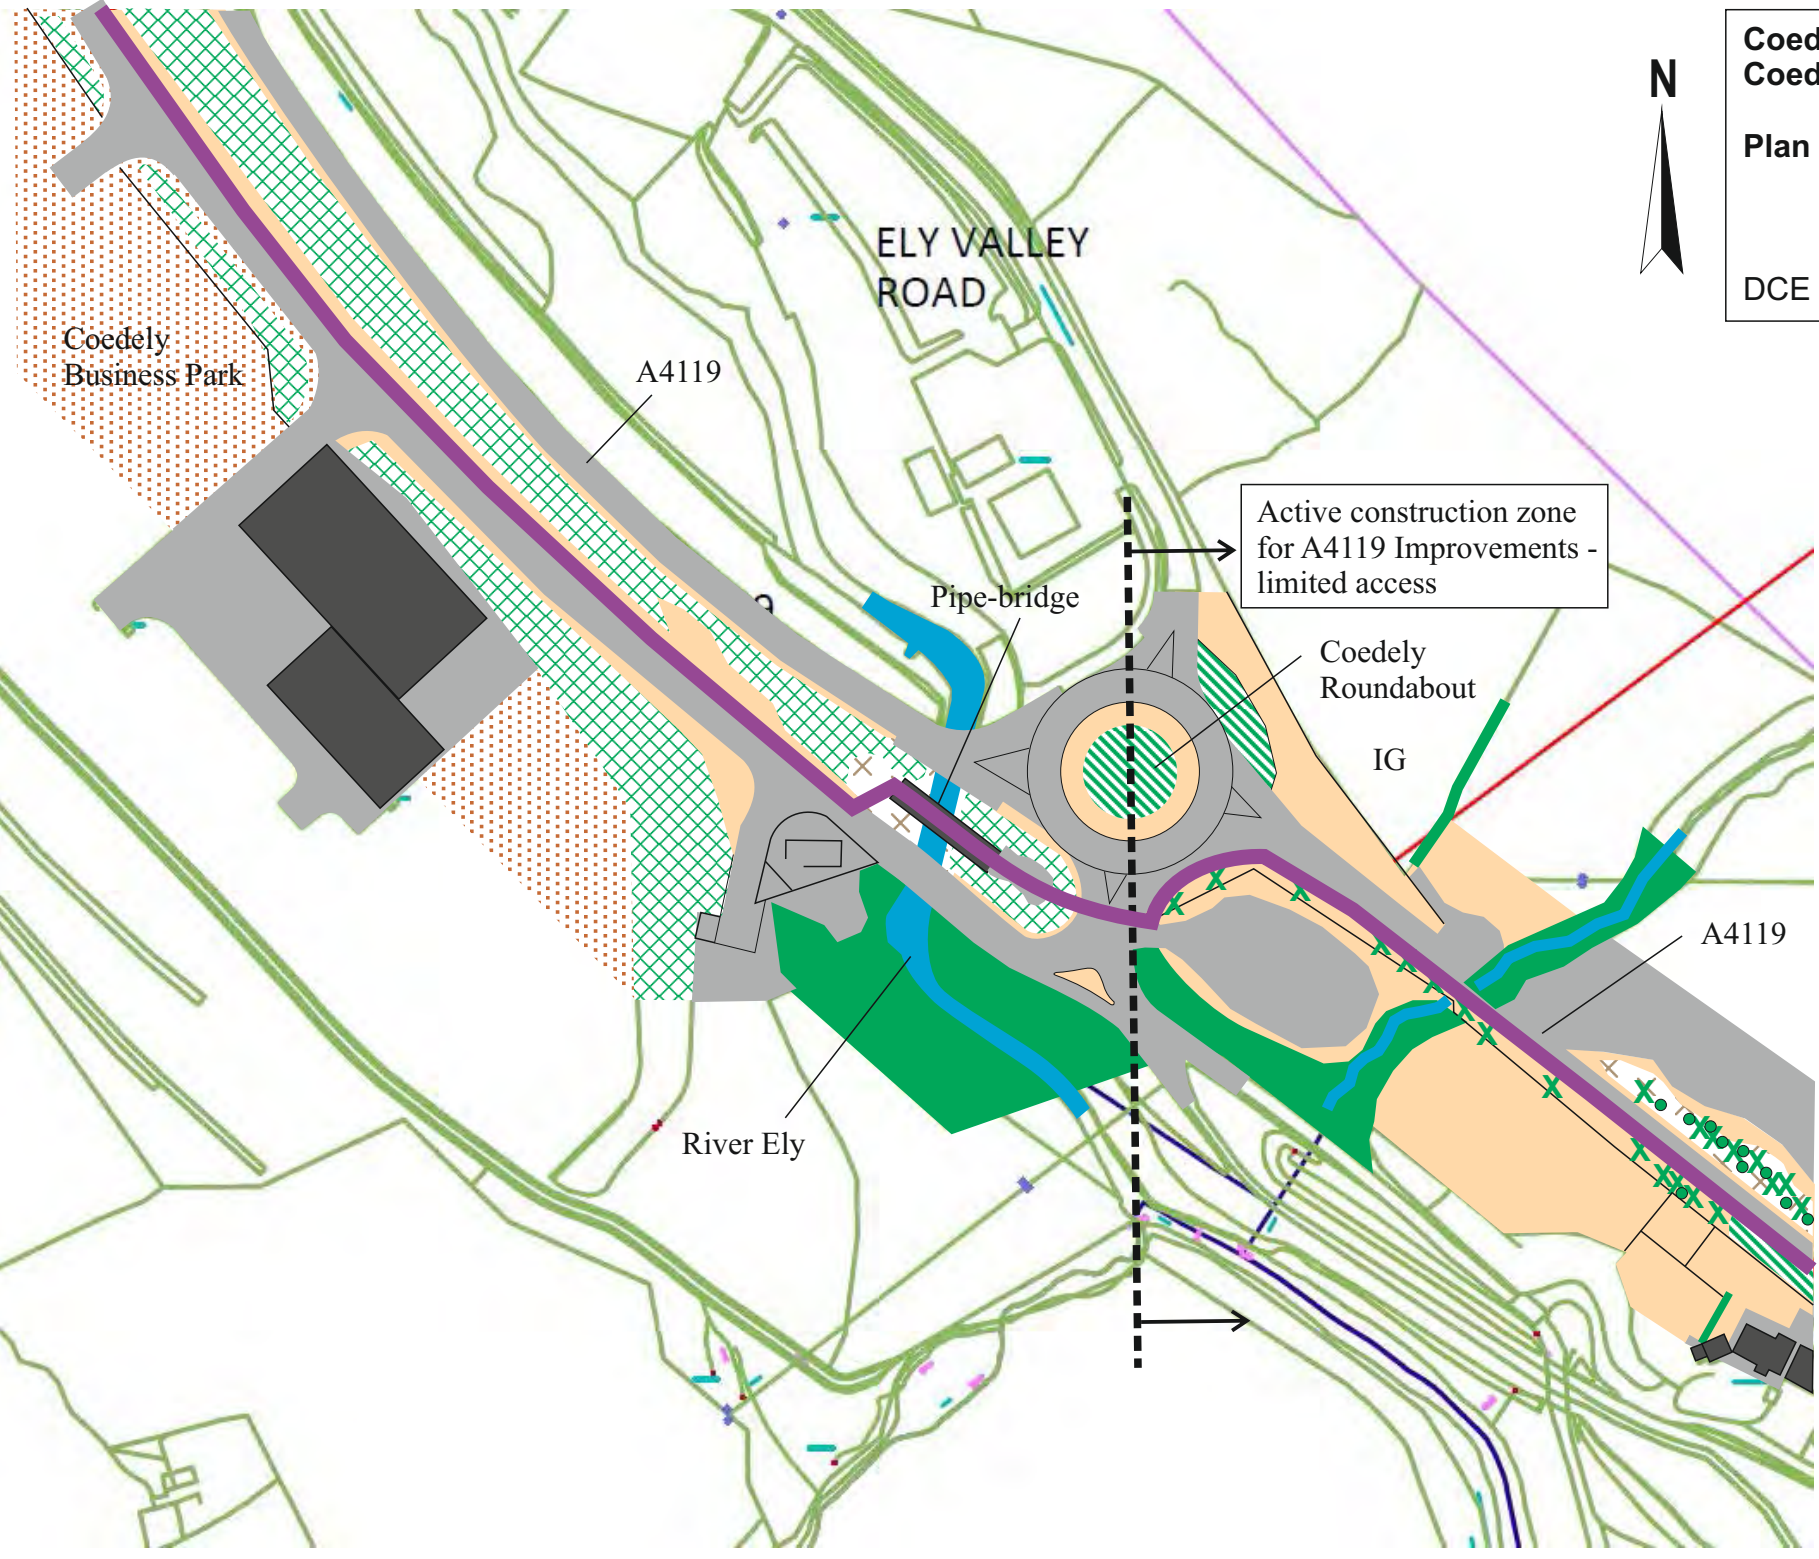 Coed
Coed
N
Plan
ELY VALLEY
ROAD
DCE
Coedely
Business Park
A4119
Active construction zone
for A4119 Improvements -
limited access
Pipe-bridge
9
Coedely
Roundabout
IG
A4119
River Ely